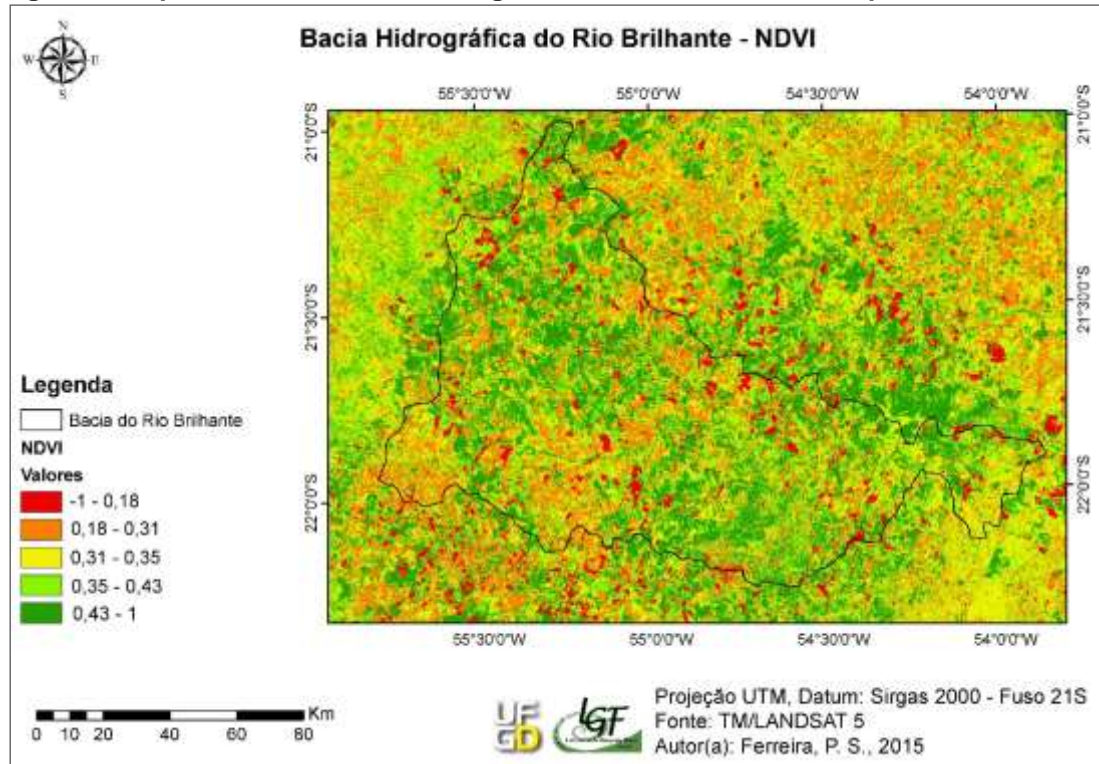 Bacia Hidrográfica do Rio Brilhante - NDVI
N
W
E
S
55°30'0"W 55°0'0"W 54°30'0"W 54°0'0"W
21°0'0"S
21°0'0"S
21°30'0"S
21°30'0"S
22°0'0"S
22°0'0"S
55°30'0"W 55°0'0"W 54°30'0"W 54°0'0"W
Legenda
Bacia do Rio Brilhante
NDVI
Valores
-1 - 0,18
0,18 - 0,31
0,31 - 0,35
0,35 - 0,43
0,43 - 1
Km
0 10 20 40 60 80
UF
GD
LGF
Projeção UTM, Datum: Sirgas 2000 - Fuso 21S
Fonte: TM/LANDSAT 5
Autor(a): Ferreira, P. S., 2015